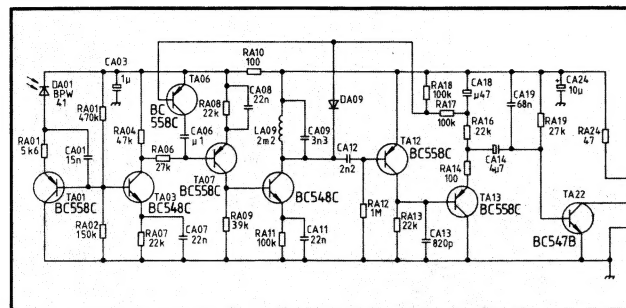 DA01
BPW
41
CA03
1µ
RA01
470k
RA01
5k6
CA01
15n
TA01
BC558C
RA02
150k
RA04
47k
RA06
27k
TA03
BC548C
RA07
22k
CA07
22n
TA06
BC
558C
CA06
µ1
RA08
22k
CA08
22n
RA10
100
TA07
BC558C
RA09
39k
LA09
2m2
CA09
3n3
BC548C
RA11
100k
CA11
22n
DA09
CA12
2n2
RA12
1M
TA12
BC558C
RA13
22k
CA13
820p
RA18
100k
RA17
100k
CA18
µ47
RA16
22k
RA14
100
CA14
4µ7
TA13
BC558C
CA19
68n
RA19
27k
CA24
10µ
+
RA24
47
TA22
BC547B